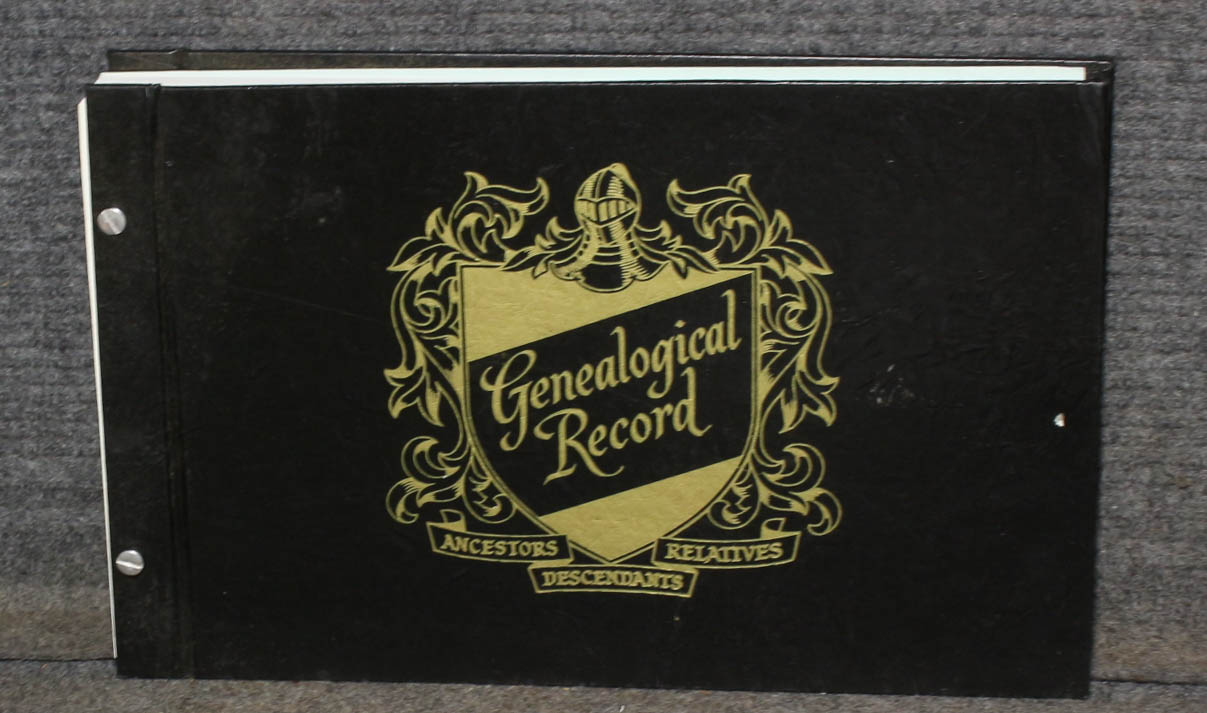 Genealogical
Record
ANCESTORS
DESCENDANTS
RELATIVES